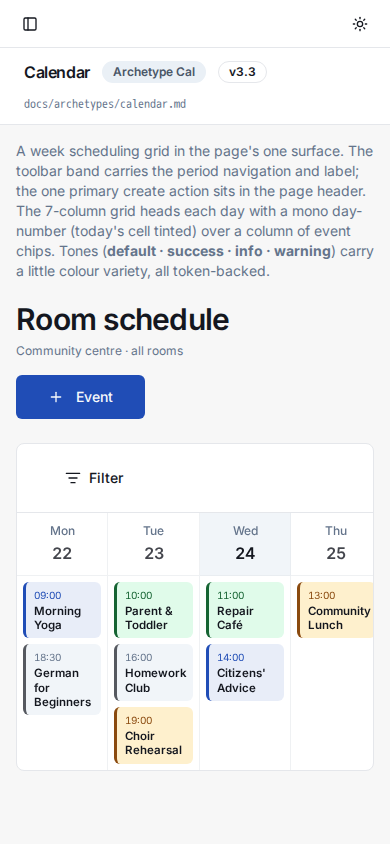 Calendar
Archetype Cal
v3.3
docs/archetypes/calendar.md
A week scheduling grid in the page's one surface. The
toolbar band carries the period navigation and label;
the one primary create action sits in the page header.
The 7-column grid heads each day with a mono day-
number (today's cell tinted) over a column of event
chips. Tones (default · success · info · warning) carry
a little colour variety, all token-backed.
Room schedule
Community centre · all rooms
Event
Filter
Mon
22
Tue
23
Wed
24
Thu
25
09:00
Morning
Yoga
18:30
German
for
Beginners
10:00
Parent &
Toddler
16:00
Homework
Club
19:00
Choir
Rehearsal
11:00
Repair
Café
14:00
Citizens'
Advice
13:00
Community
Lunch